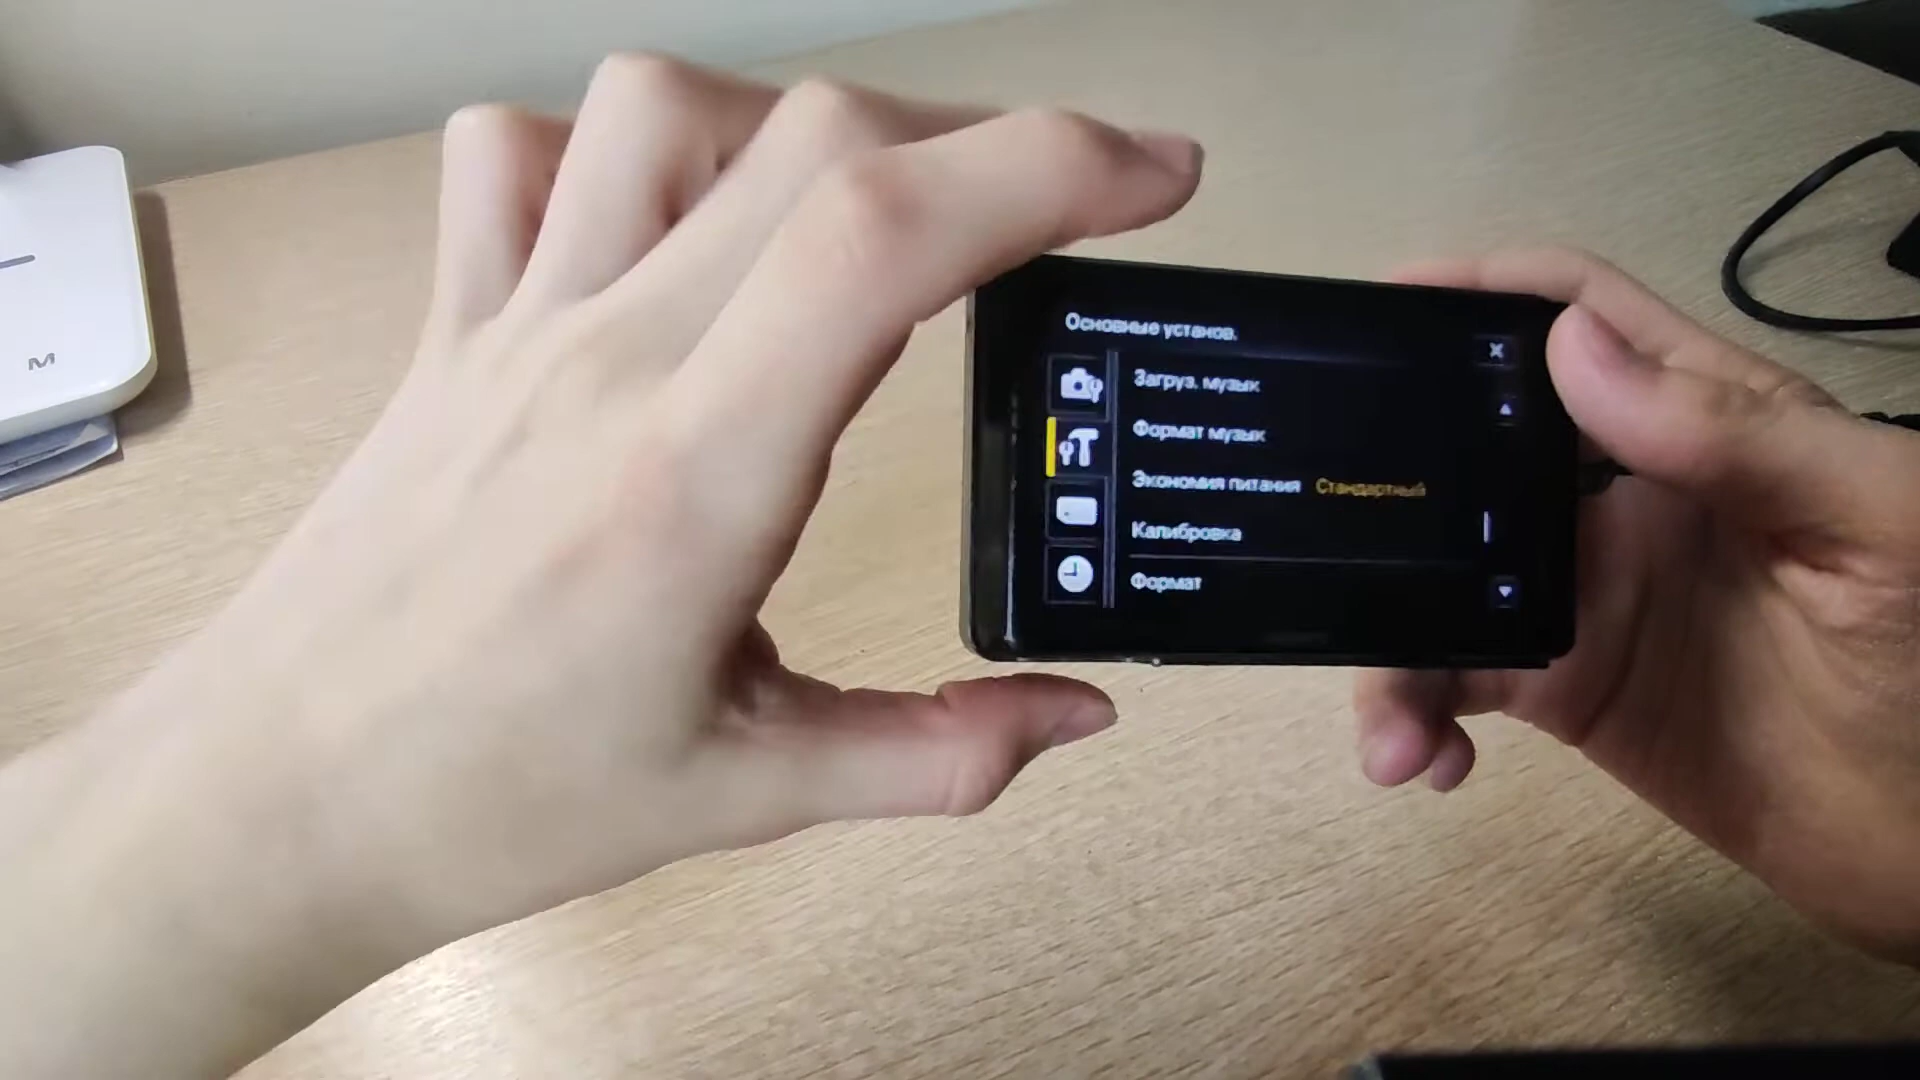 Основные установ.
Загруз. музык
Формат музык
Экономия питания Стандартный
Калибровка
Формат
M